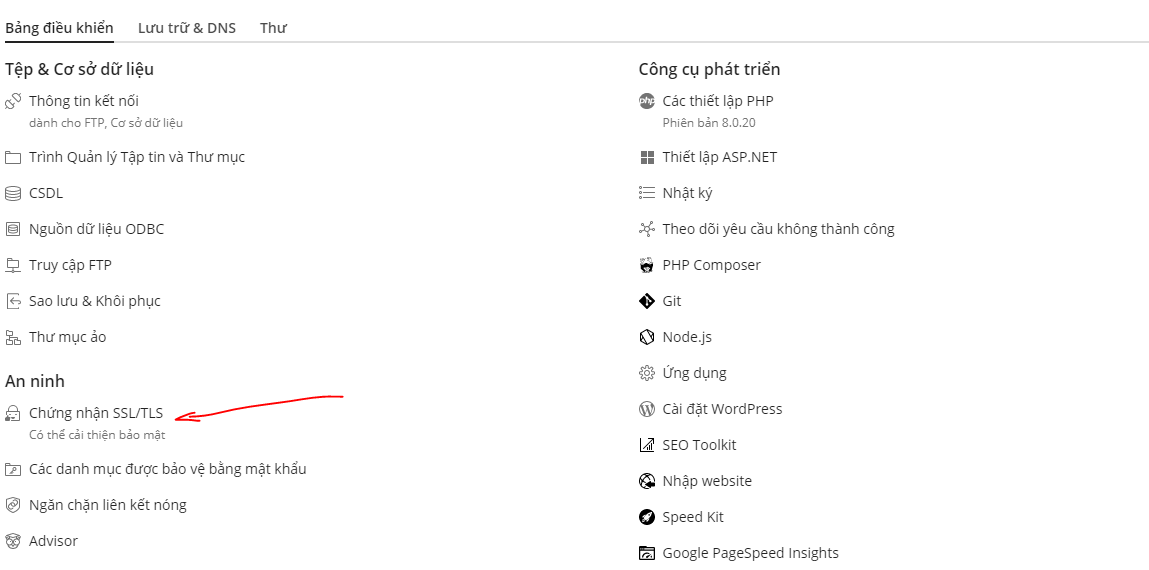 Bảng điều khiển
Lưu trữ & DNS
Thư
Tệp & Cơ sở dữ liệu
Thông tin kết nối
dành cho FTP, Cơ sở dữ liệu
Trình Quản lý Tập tin và Thư mục
CSDL
Nguồn dữ liệu ODBC
Truy cập FTP
Sao lưu & Khôi phục
Thư mục ảo
An ninh
Chứng nhận SSL/TLS
Có thể cải thiện bảo mật
Các danh mục được bảo vệ bằng mật khẩu
Ngăn chặn liên kết nóng
Advisor
Công cụ phát triển
php
Các thiết lập PHP
Phiên bản 8.0.20
Thiết lập ASP.NET
Nhật ký
Theo dõi yêu cầu không thành công
PHP Composer
Git
Node.js
Ứng dụng
Cài đặt WordPress
SEO Toolkit
Nhập website
Speed Kit
Google PageSpeed Insights